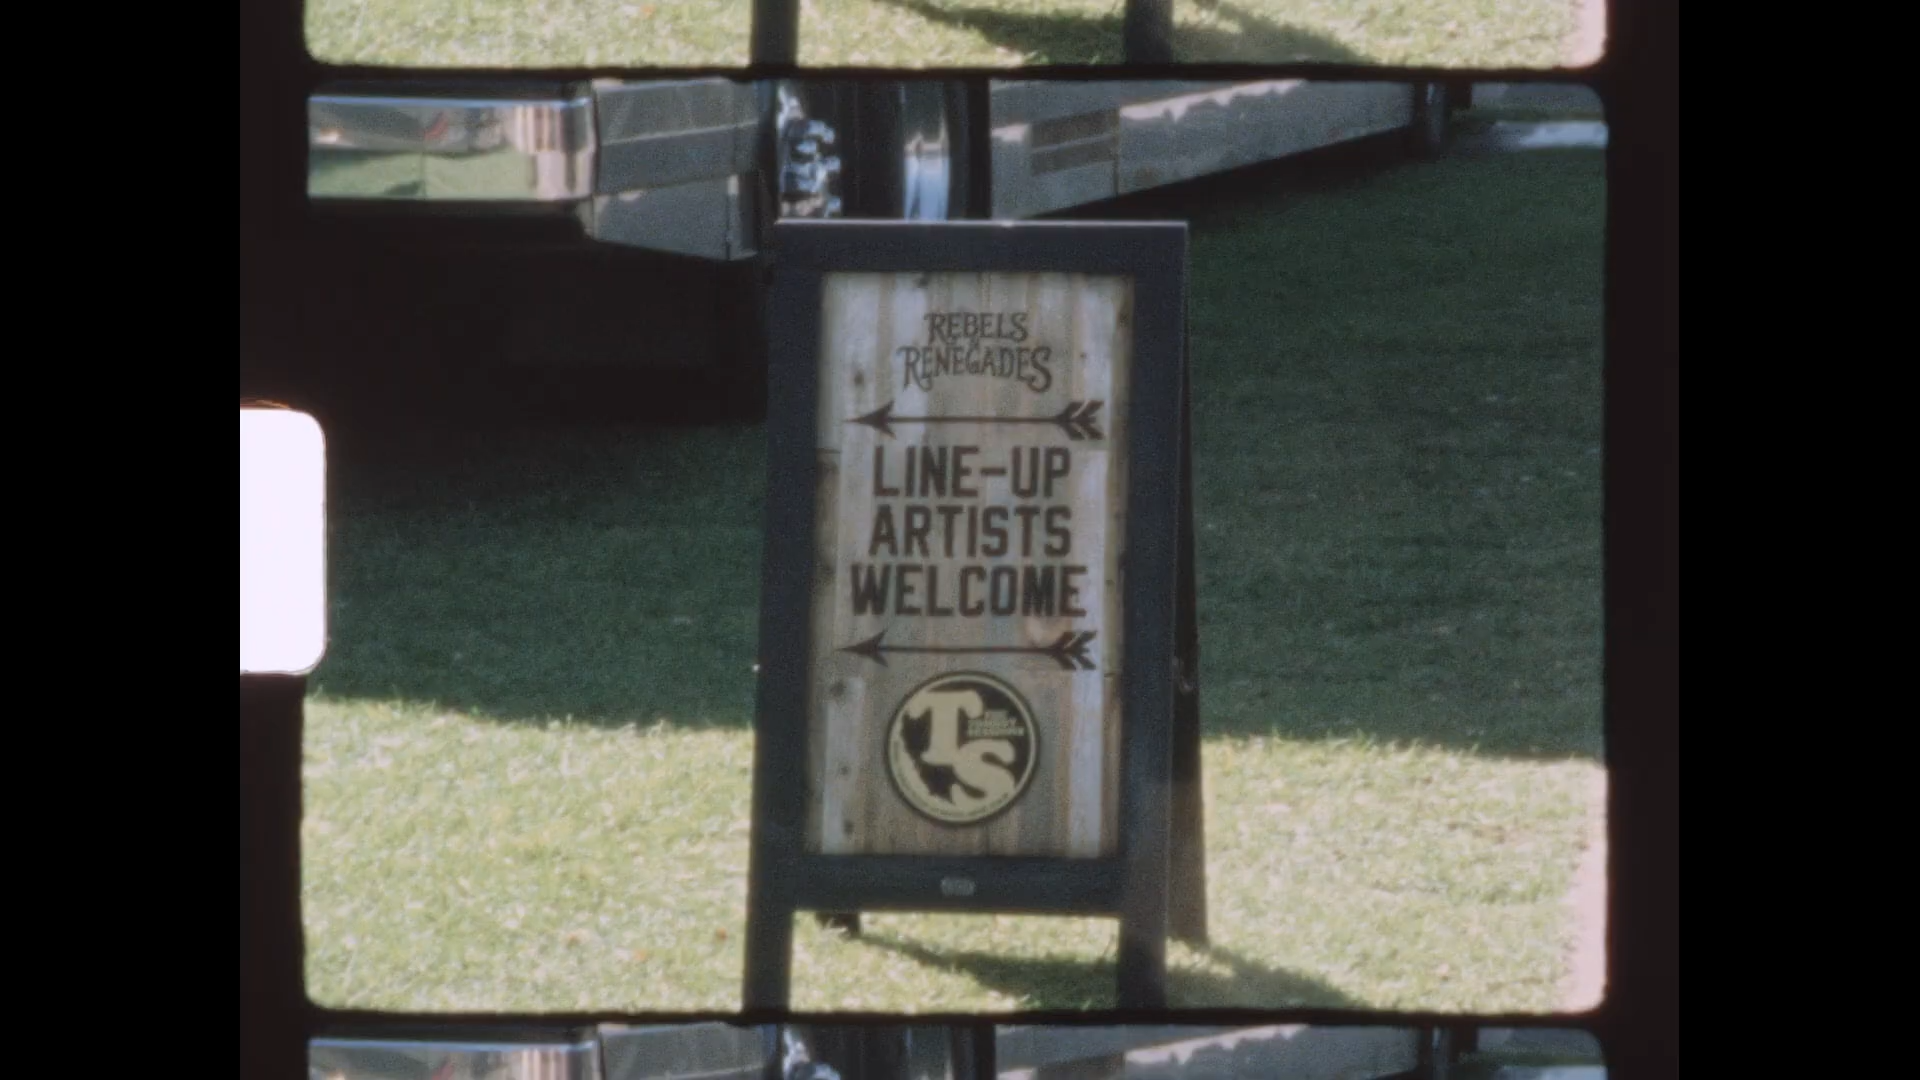 REBELS
&
RENEGADES
LINE-UP
ARTISTS
WELCOME
TS